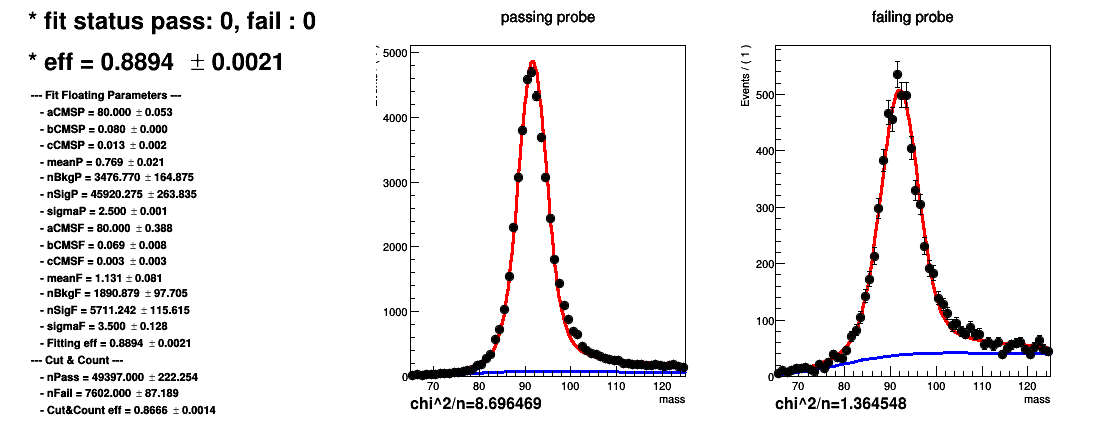 * fit status pass: 0, fail : 0
* eff = 0.8894 ± 0.0021
--- Fit Floating Parameters ---
- aCMSP = 80.000 ± 0.053
- bCMSP = 0.080 ± 0.000
- cCMSP = 0.013 ± 0.002
- meanP = 0.769 ± 0.021
- nBkgP = 3476.770 ± 164.875
- nSigP = 45920.275 ± 263.835
- sigmaP = 2.500 ± 0.001
- aCMSF = 80.000 ± 0.388
- bCMSF = 0.069 ± 0.008
- cCMSF = 0.003 ± 0.003
- meanF = 1.131 ± 0.081
- nBkgF = 1890.879 ± 97.705
- nSigF = 5711.242 ± 115.615
- sigmaF = 3.500 ± 0.128
- Fitting eff = 0.8894 ± 0.0021
--- Cut & Count ---
- nPass = 49397.000 ± 222.254
- nFail = 7602.000 ± 87.189
- Cut&Count eff = 0.8666 ± 0.0014
passing probe
5000
4000
3000
2000
1000
0
70 80 90 100 110 120
mass
chi^2/n=8.696469
failing probe
Events / ( 1 )
500
400
300
200
100
0
70 80 90 100 110 120
mass
chi^2/n=1.364548